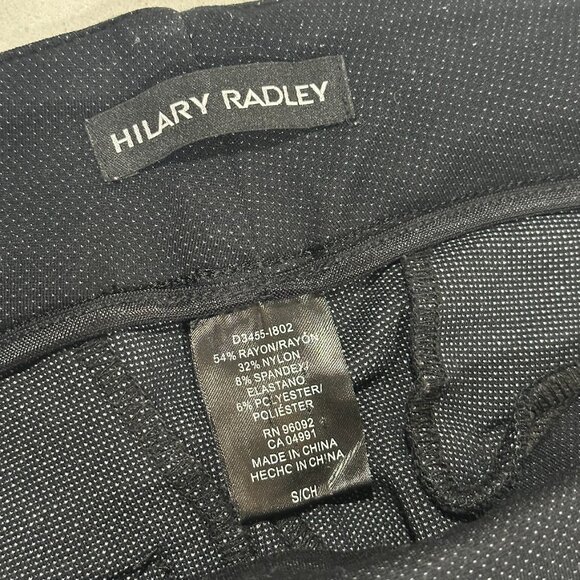 HILARY RADLEY
D3455-I802
54% RAYON/RAYÓN
32% NYLON
8% SPANDEX/
ELASTANO
6% POLYESTER/
POLIÉSTER
RN 96092
CA 04991
MADE IN CHINA
HECHO IN CHINA
S/CH